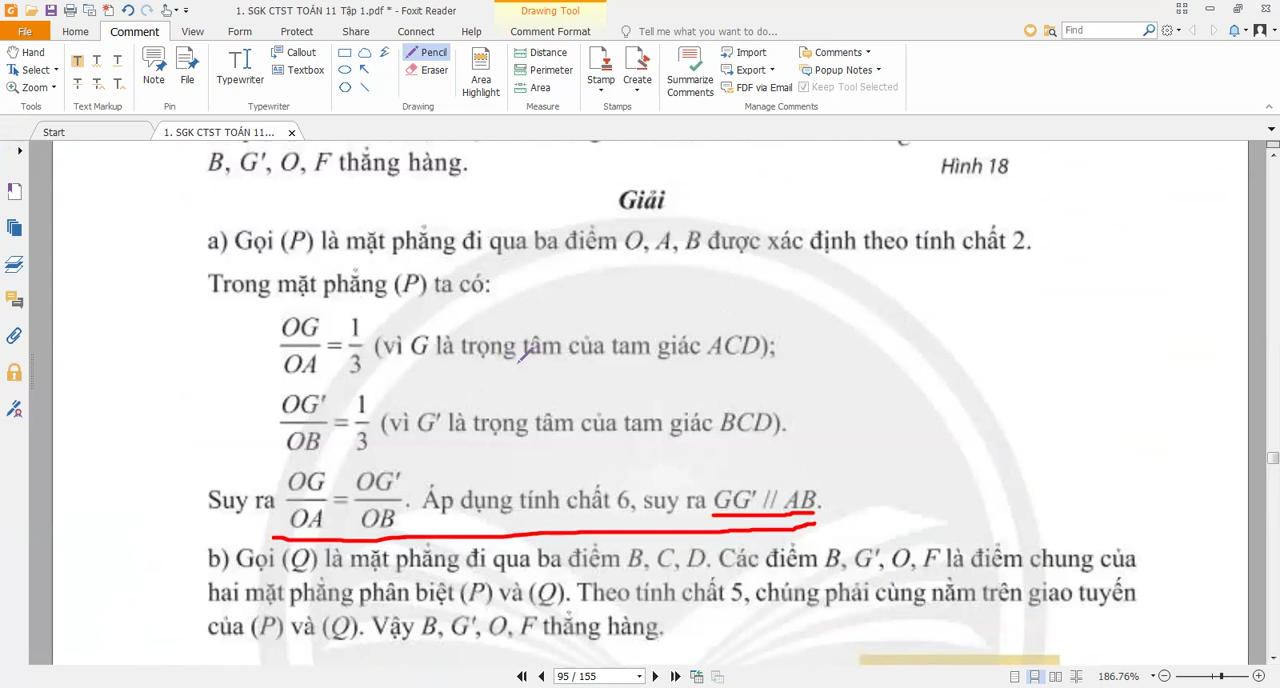 1. SGK CTST TOÁN 11 Tập 1.pdf * - Foxit Reader
Drawing Tool
File Home Comment View Form Protect Share Connect Help Comment Format Tell me what you want to do... Find
Hand
Select
Zoom
Tools
Text Markup
Note
File
Pin
Typewriter
Callout
Textbox
Typewriter
Pencil
Eraser
Area Highlight
Drawing
Distance
Perimeter
Area
Measure
Stamp
Create
Stamps
Summarize Comments
Import
Export
FDF via Email
Comments
Popup Notes
Keep Tool Selected
Manage Comments
Start
1. SGK CTST TOÁN 11...
B, G′, O, F thẳng hàng.
Hình 18
Giải
a) Gọi (P) là mặt phẳng đi qua ba điểm O, A, B được xác định theo tính chất 2.
Trong mặt phẳng (P) ta có:
OG/OA = 1/3 (vì G là trọng tâm của tam giác ACD);
OG′/OB = 1/3 (vì G′ là trọng tâm của tam giác BCD).
Suy ra OG/OA = OG′/OB. Áp dụng tính chất 6, suy ra GG′ // AB.
b) Gọi (Q) là mặt phẳng đi qua ba điểm B, C, D. Các điểm B, G′, O, F là điểm chung của
hai mặt phẳng phân biệt (P) và (Q). Theo tính chất 5, chúng phải cùng nằm trên giao tuyến
của (P) và (Q). Vậy B, G′, O, F thẳng hàng.
95 / 155
186.76%